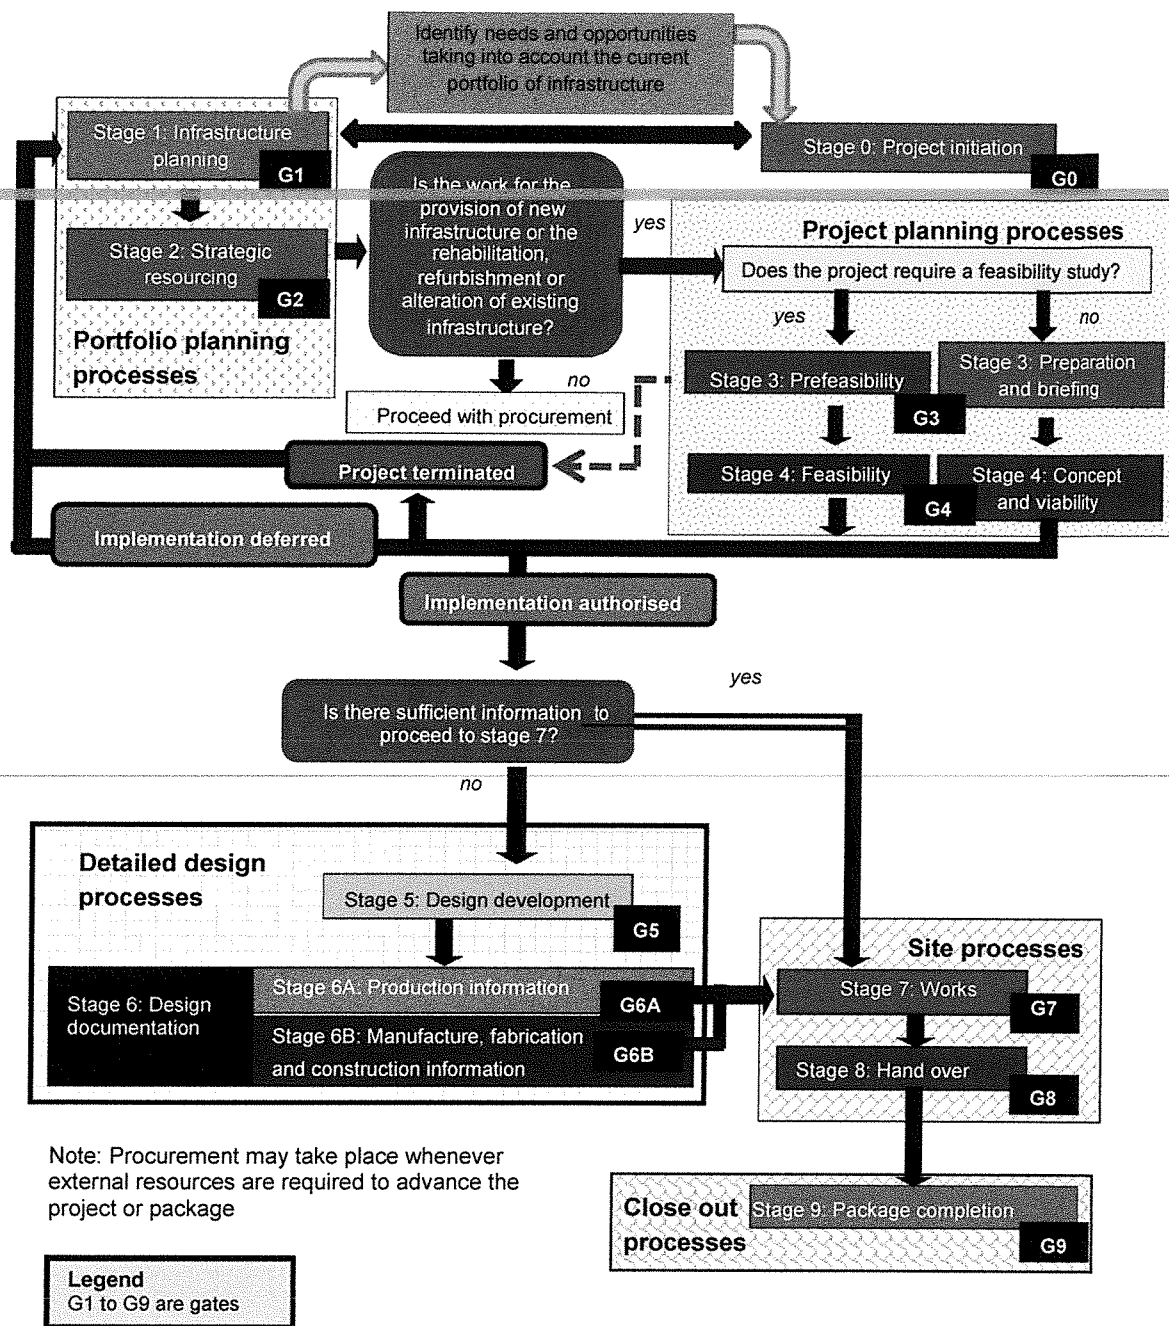 Identify needs and opportunities
taking into account the current
portfolio of infrastructure
Stage 1: Infrastructure
planning
G1
Stage 0: Project initiation
G0
Is the work for the
provision of new
infrastructure or the
rehabilitation,
refurbishment or
alteration of existing
infrastructure?
yes
Stage 2: Strategic
resourcing
G2
Portfolio planning
processes
Project planning processes
Does the project require a feasibility study?
yes
no
no
Proceed with procurement
Stage 3: Prefeasibility
G3
Stage 3: Preparation
and briefing
Project terminated
Stage 4: Feasibility
G4
Stage 4: Concept
and viability
Implementation deferred
Implementation authorised
yes
Is there sufficient information to
proceed to stage 7?
no
Detailed design
processes
Stage 5: Design development
G5
Stage 6: Design
documentation
Stage 6A: Production information
G6A
Stage 6B: Manufacture, fabrication
and construction information
G6B
Site processes
Stage 7: Works
G7
Stage 8: Hand over
G8
Note: Procurement may take place whenever
external resources are required to advance the
project or package
Close out
processes
Stage 9: Package completion
G9
Legend
G1 to G9 are gates